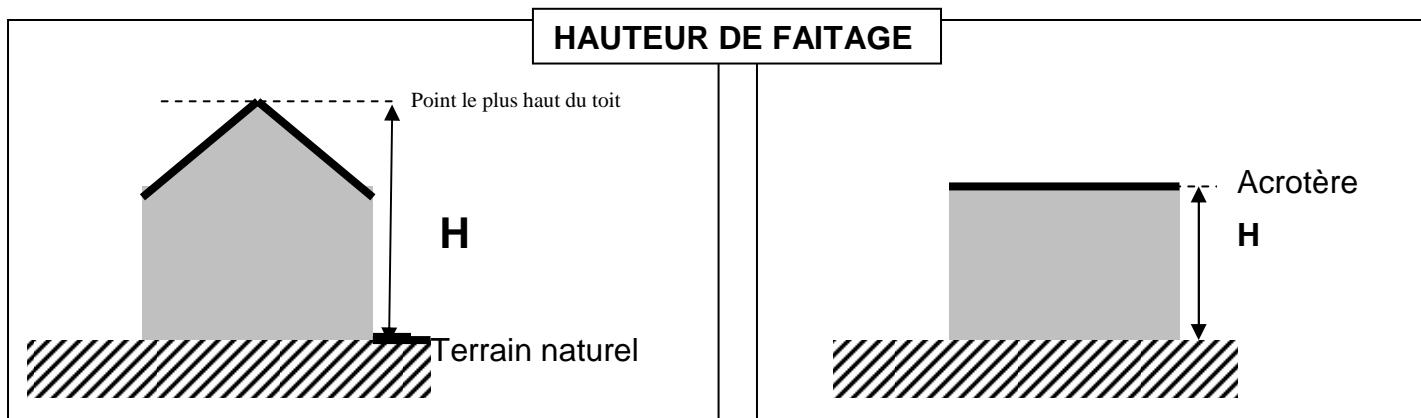 HAUTEUR DE FAITAGE
Point le plus haut du toit
H
Terrain naturel
Acrotère
H